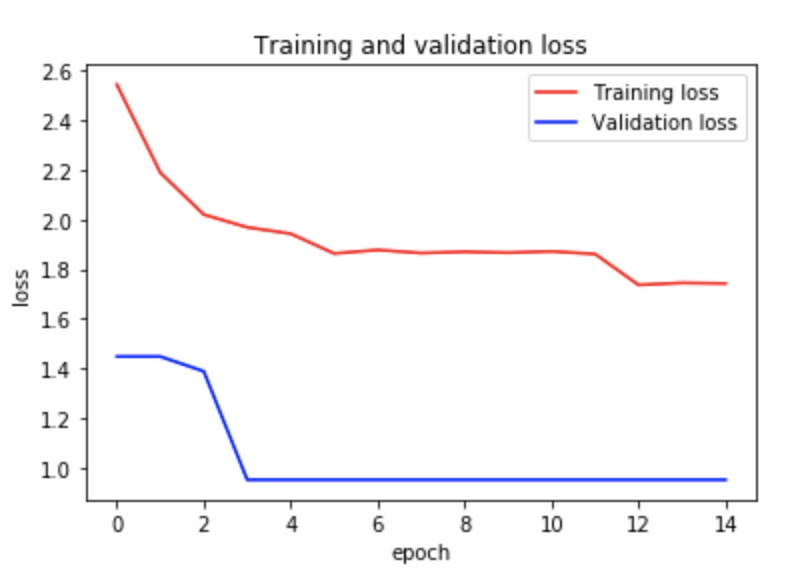 Training and validation loss
2.6
2.4
2.2
2.0
1.8
1.6
1.4
1.2
1.0
loss
Training loss
Validation loss
0 2 4 6 8 10 12 14
epoch